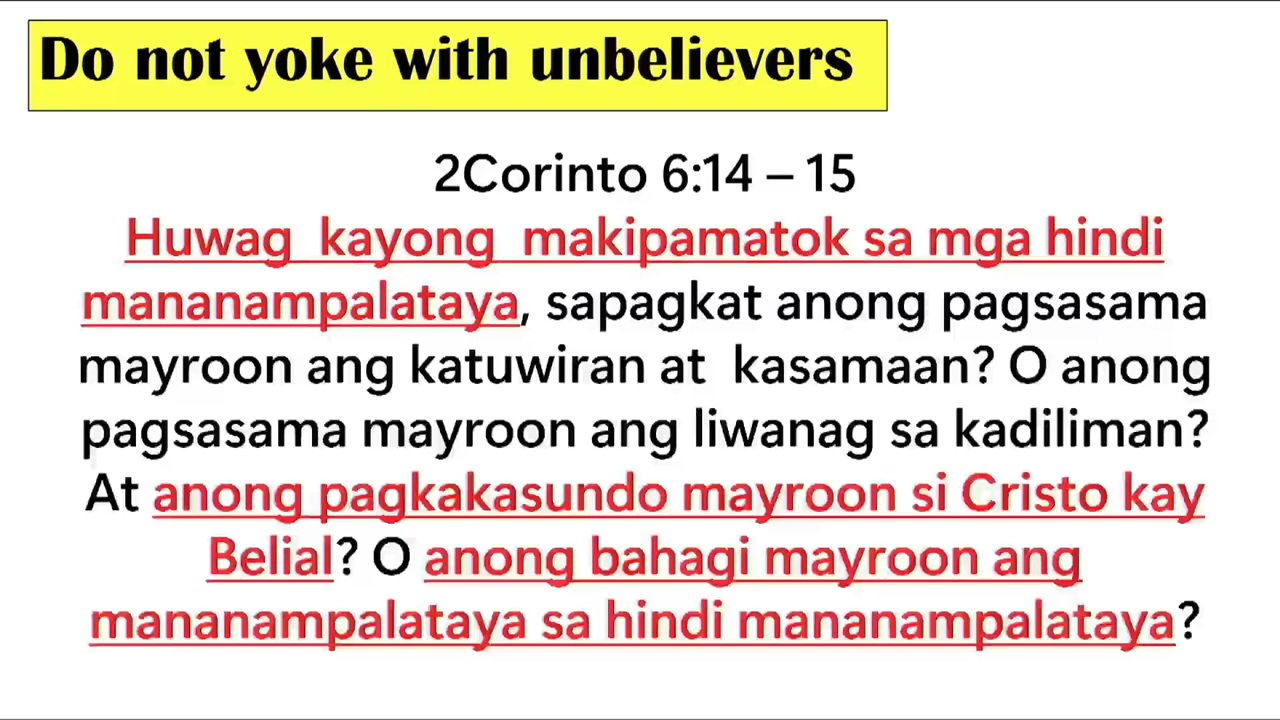 Do not yoke with unbelievers
2Corinto 6:14 – 15
Huwag kayong makipamatok sa mga hindi
mananampalataya, sapagkat anong pagsasama
mayroon ang katuwiran at kasamaan? O anong
pagsasama mayroon ang liwanag sa kadiliman?
At anong pagkakasundo mayroon si Cristo kay
Belial? O anong bahagi mayroon ang
mananampalataya sa hindi mananampalataya?